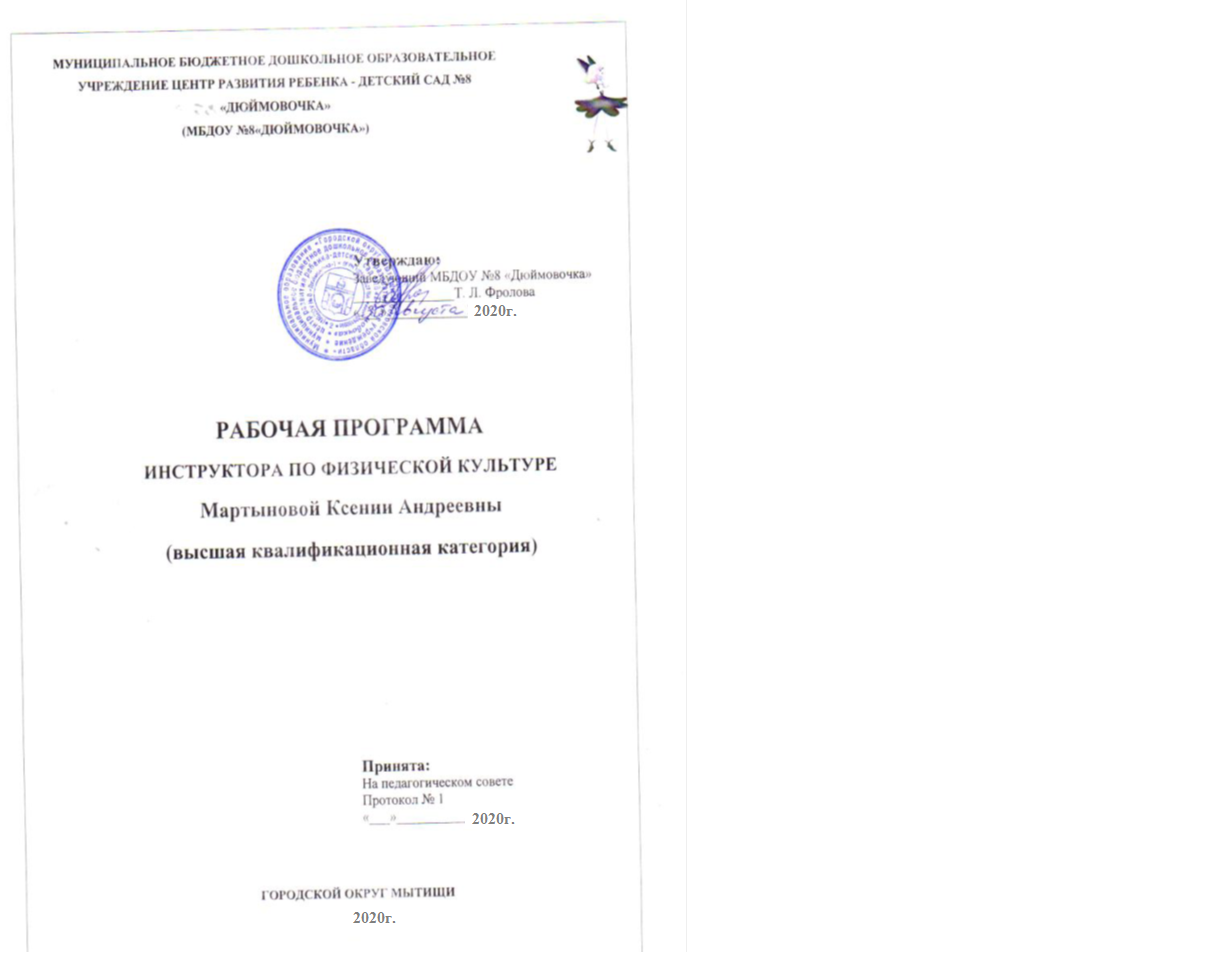 МУНИЦИПАЛЬНОЕ БЮДЖЕТНОЕ ДОШКОЛЬНОЕ ОБРАЗОВАТЕЛЬНОЕ
УЧРЕЖДЕНИЕ ЦЕНТР РАЗВИТИЯ РЕБЕНКА - ДЕТСКИЙ САД №8
«ДЮЙМОВОЧКА»
(МБДОУ №8«ДЮЙМОВОЧКА»)
Утверждаю:
Заведующий МБДОУ №8 «Дюймовочка»
Т. Л. Фролова
августа 2020г.
РАБОЧАЯ ПРОГРАММА
ИНСТРУКТОРА ПО ФИЗИЧЕСКОЙ КУЛЬТУРЕ
Мартыновой Ксении Андреевны
(высшая квалификационная категория)
Принята:
На педагогическом совете
Протокол № 1
«___»__________ 2020г.
ГОРОДСКОЙ ОКРУГ МЫТИЩИ
2020г.